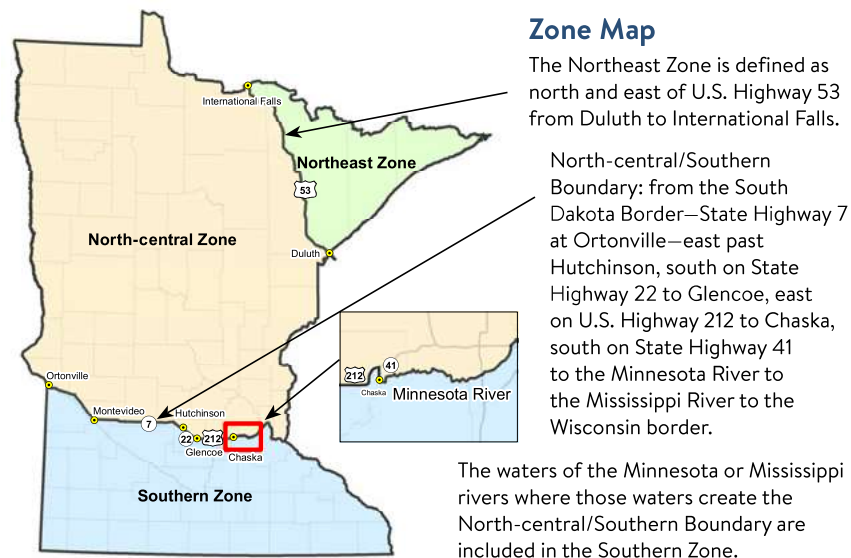 Zone Map
The Northeast Zone is defined as
north and east of U.S. Highway 53
from Duluth to International Falls.
North-central/Southern
Boundary: from the South
Dakota Border—State Highway 7
at Ortonville—east past
Hutchinson, south on State
Highway 22 to Glencoe, east
on U.S. Highway 212 to Chaska,
south on State Highway 41
to the Minnesota River to
the Mississippi River to the
Wisconsin border.
The waters of the Minnesota or Mississippi
rivers where those waters create the
North-central/Southern Boundary are
included in the Southern Zone.
International Falls
Northeast Zone
53
North-central Zone
Duluth
Ortonville
Montevideo
7
Hutchinson
22
212
Glencoe
Chaska
Southern Zone
212
41
Chaska
Minnesota River